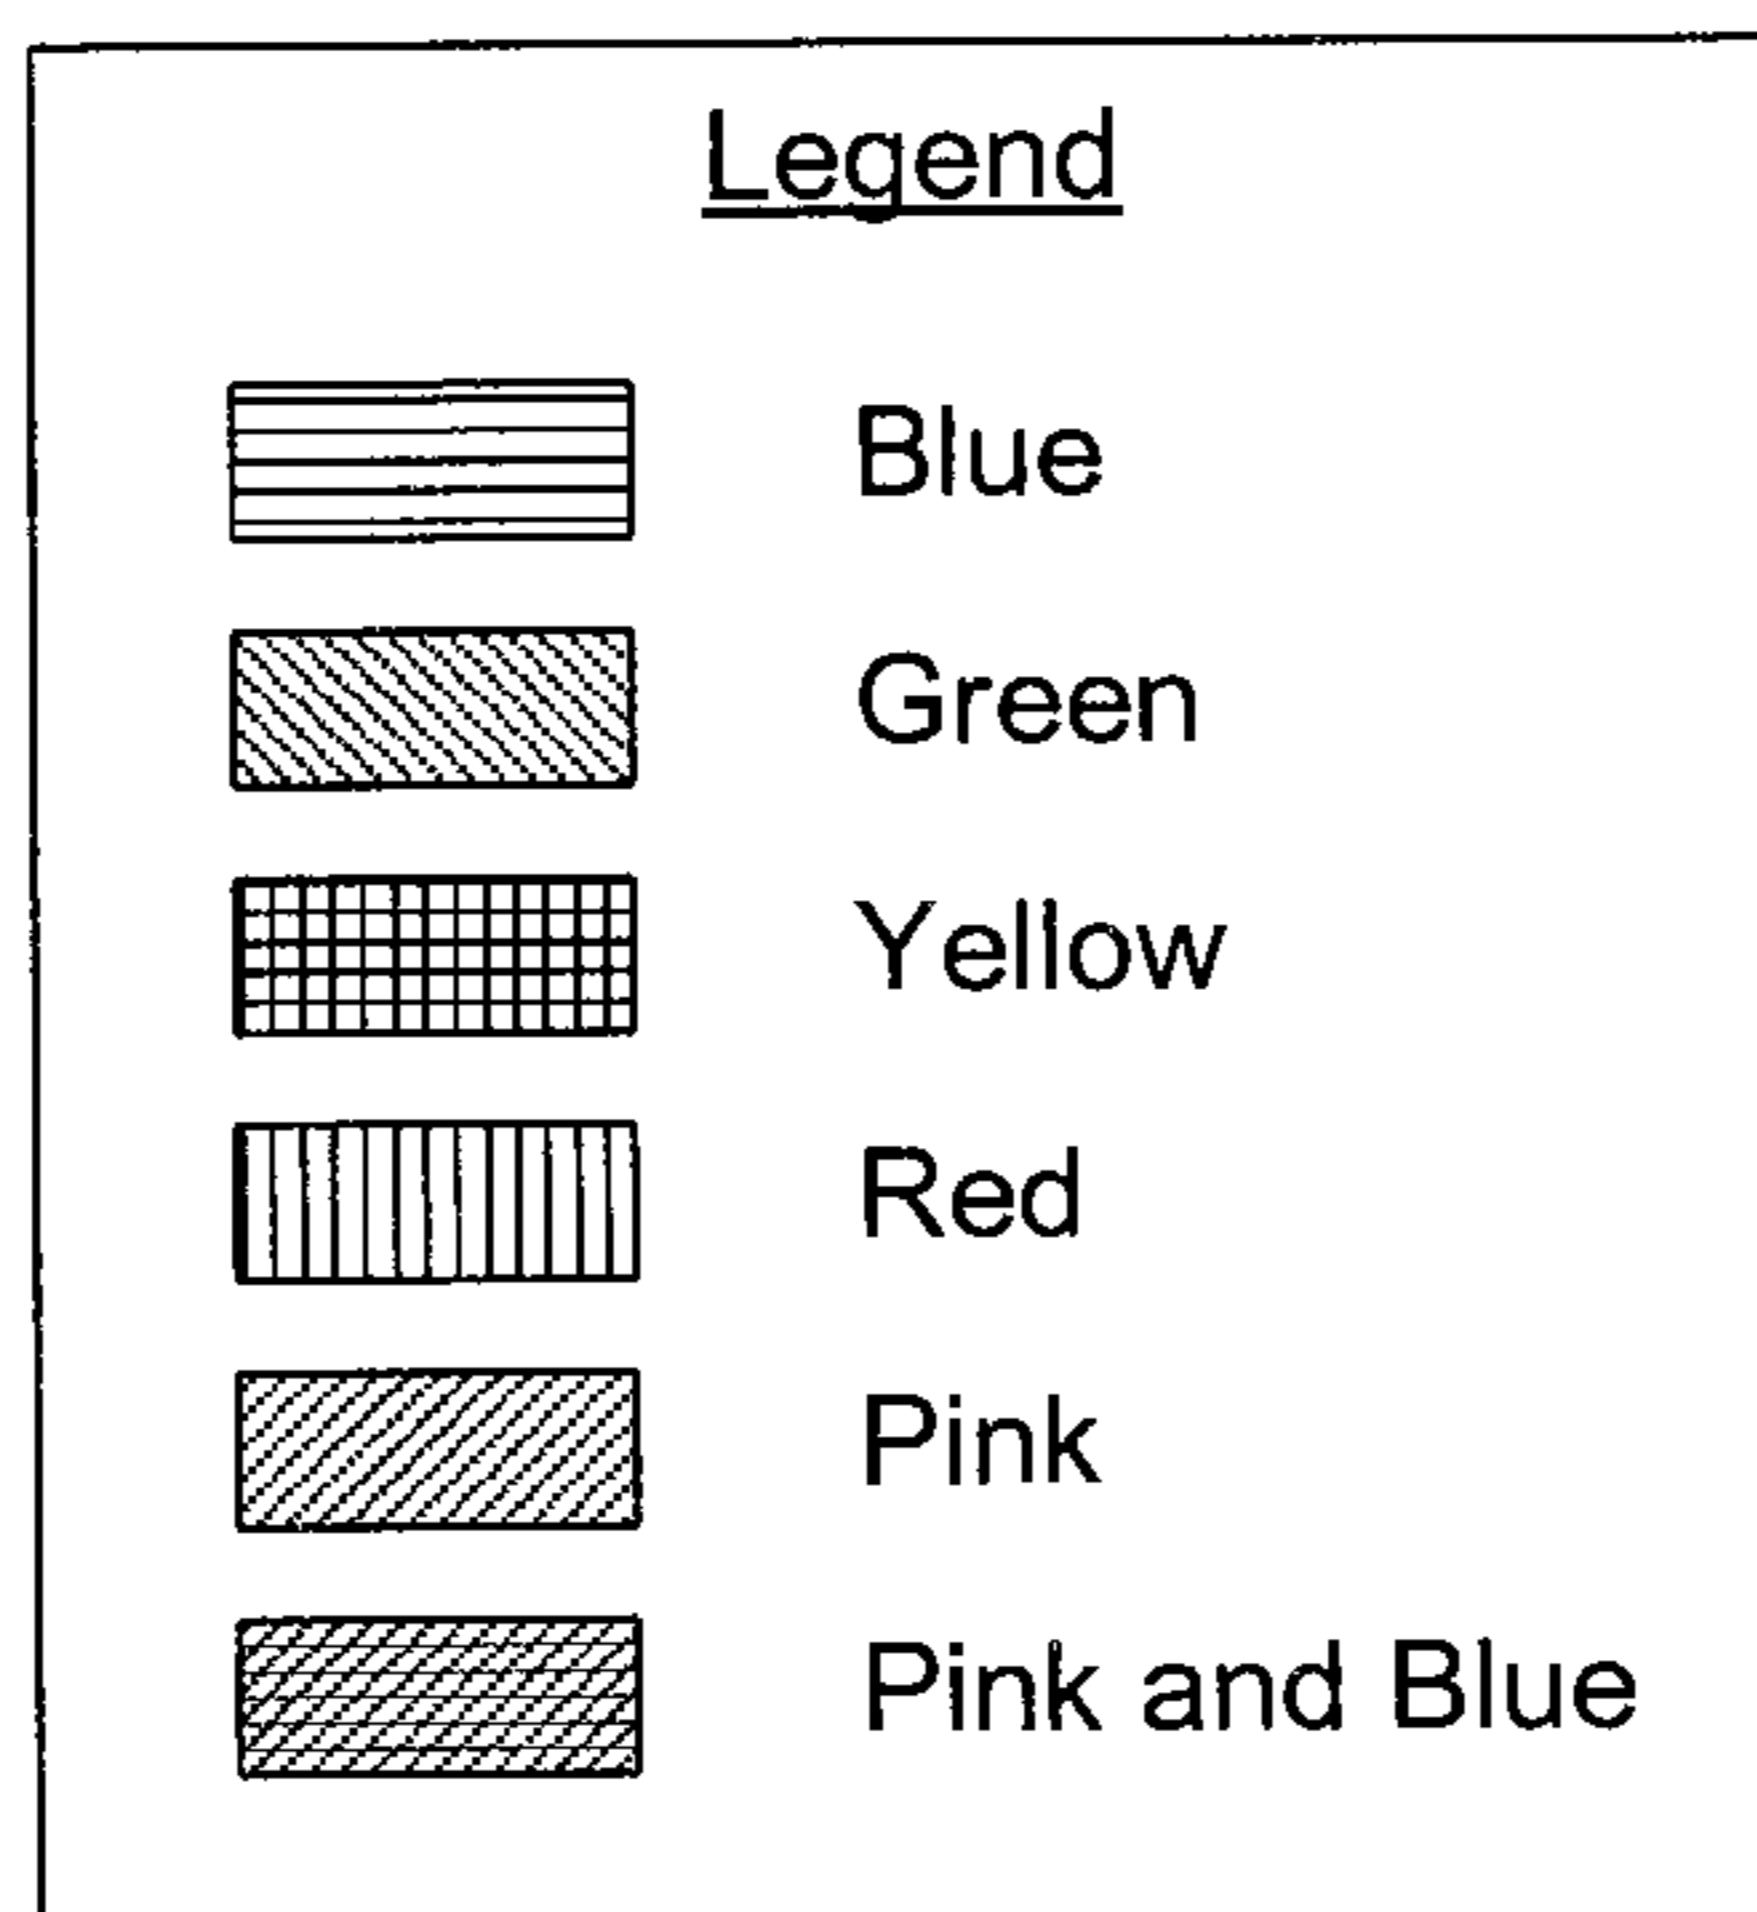 Legend
Blue
Green
Yellow
Red
Pink
Pink and Blue